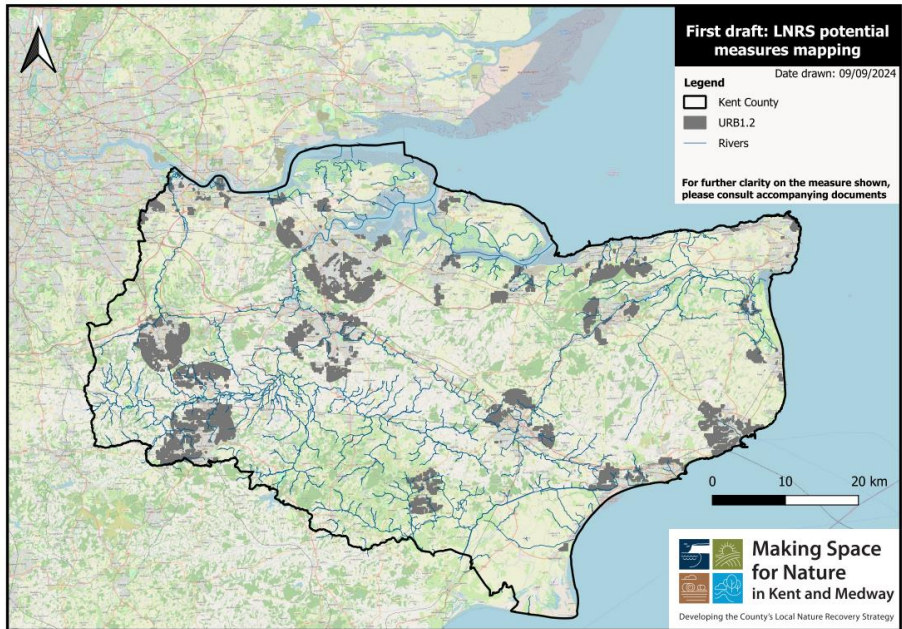 N
First draft: LNRS potential
measures mapping
Date drawn: 09/09/2024
Legend
Kent County
URB1.2
Rivers
For further clarity on the measure shown,
please consult accompanying documents
0 10 20 km
Making Space
for Nature
in Kent and Medway
Developing the County's Local Nature Recovery Strategy